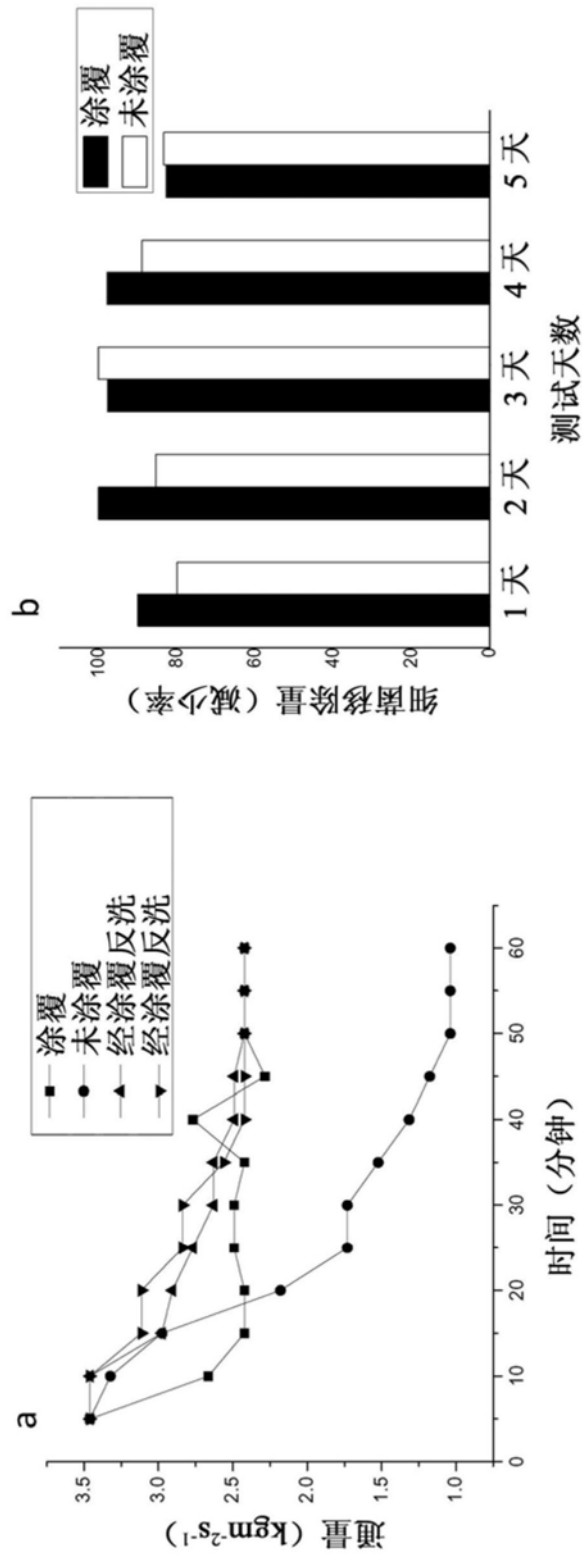 a
涂覆
未涂覆
经涂覆反洗
经涂覆反洗
通量（kgm⁻²s⁻¹）
3.5
3.0
2.5
2.0
1.5
1.0
0
10
20
30
40
50
60
时间（分钟）
b
涂覆
未涂覆
细菌移除量（减少率）
100
80
60
40
20
0
1天
2天
3天
4天
5天
测试天数